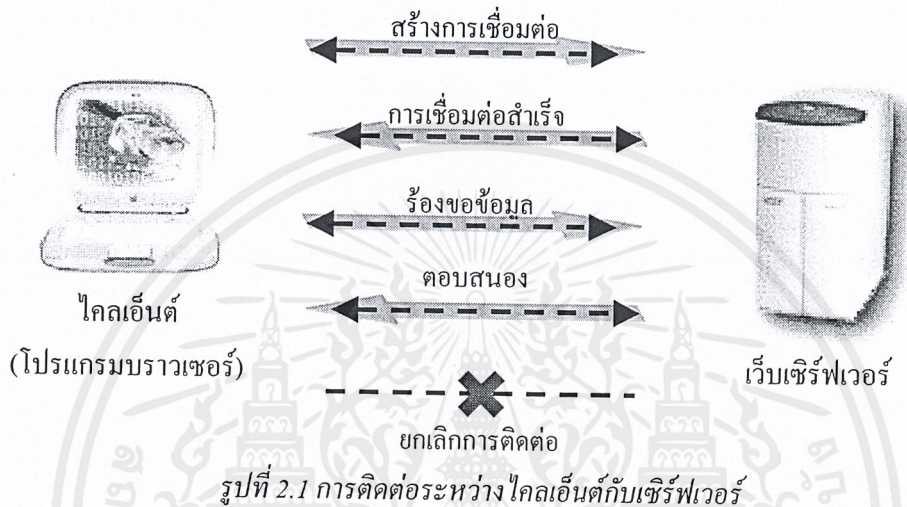 สร้างการเชื่อมต่อ
การเชื่อมต่อสำเร็จ
ร้องขอข้อมูล
ตอบสนอง
ไคลเอ็นต์
(โปรแกรมบราวเซอร์)
เว็บเซิร์ฟเวอร์
ยกเลิกการติดต่อ
รูปที่ 2.1 การติดต่อระหว่างไคลเอ็นต์กับเซิร์ฟเวอร์